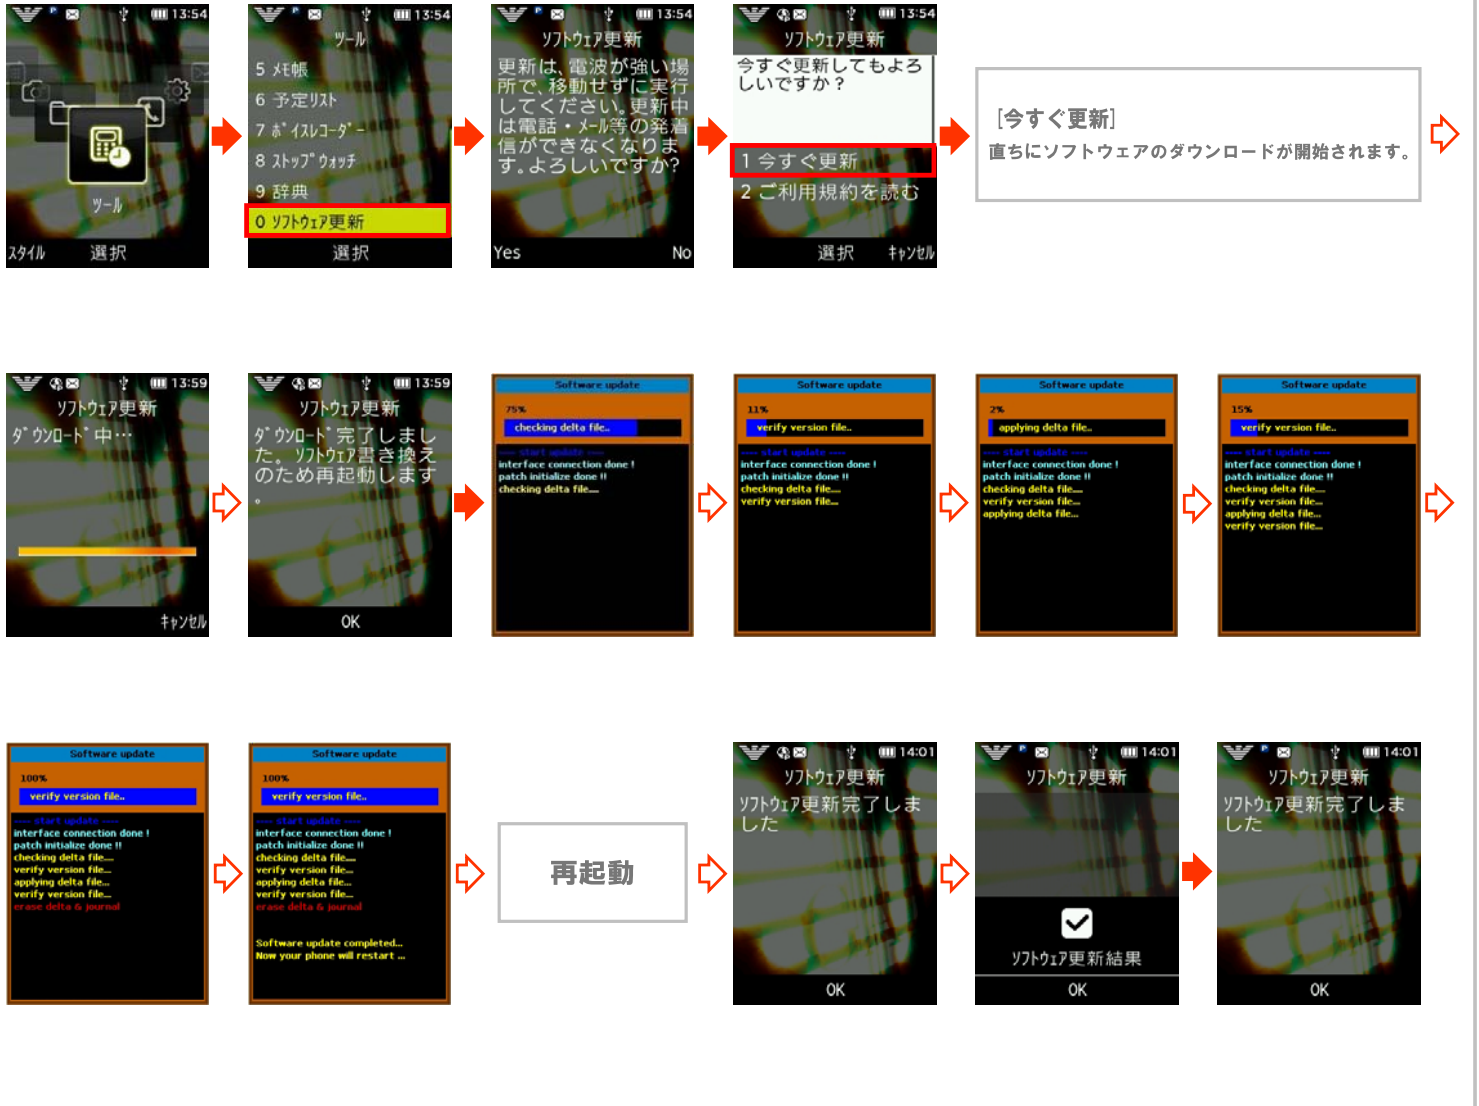 13:54
ツール
スタイル 選択
13:54
ツール
5 メモ帳
6 予定リスト
7 ボイスレコーダー
8 ストップウォッチ
9 辞典
0 ソフトウェア更新
選択
13:54
ソフトウェア更新
更新は、電波が強い場
所で、移動せずに実行
してください。更新中
は電話・メール等の発着
信ができなくなりま
す。よろしいですか?
Yes No
13:54
ソフトウェア更新
今すぐ更新してもよろ
しいですか？
1 今すぐ更新
2 ご利用規約を読む
選択 キャンセル
[今すぐ更新]
直ちにソフトウェアのダウンロードが開始されます。
13:59
ソフトウェア更新
ダウンロード中…
キャンセル
13:59
ソフトウェア更新
ダウンロード完了しまし
た。ソフトウェア書き換え
のため再起動します
。
OK
Software update
75%
checking delta file..
---- start update ----
interface connection done !
patch initialize done !!
checking delta file....
Software update
11%
verify version file..
---- start update ----
interface connection done !
patch initialize done !!
checking delta file....
verify version file...
Software update
2%
applying delta file..
---- start update ----
interface connection done !
patch initialize done !!
checking delta file....
verify version file...
applying delta file...
Software update
15%
verify version file..
---- start update ----
interface connection done !
patch initialize done !!
checking delta file....
verify version file...
applying delta file...
verify version file...
Software update
100%
verify version file..
---- start update ----
interface connection done !
patch initialize done !!
checking delta file....
verify version file...
applying delta file...
verify version file...
erase delta & journal
Software update
100%
verify version file..
---- start update ----
interface connection done !
patch initialize done !!
checking delta file....
verify version file...
applying delta file...
verify version file...
erase delta & journal
Software update completed...
Now your phone will restart ...
再起動
14:01
ソフトウェア更新
ソフトウェア更新完了しま
した
OK
14:01
ソフトウェア更新
ソフトウェア更新結果
OK
14:01
ソフトウェア更新
ソフトウェア更新完了しま
した
OK